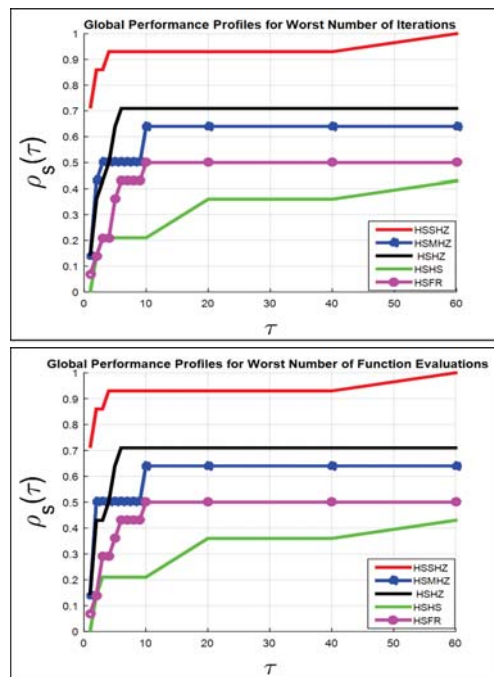 Global Performance Profiles for Worst Number of Iterations
1
0.9
0.8
0.7
0.6
0.5
0.4
0.3
0.2
0.1
0
ρS(τ)
HSSHZ
HSMHZ
HSHZ
HSHS
HSFR
0 10 20 30 40 50 60
τ
Global Performance Profiles for Worst Number of Function Evaluations
1
0.9
0.8
0.7
0.6
0.5
0.4
0.3
0.2
0.1
0
ρS(τ)
HSSHZ
HSMHZ
HSHZ
HSHS
HSFR
0 10 20 30 40 50 60
τ